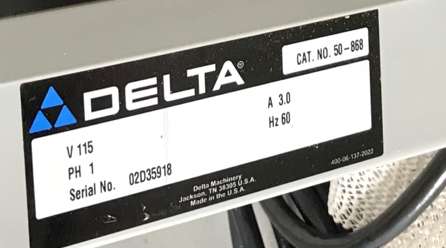 DELTA®
CAT. NO. 50-868
V 115
A 3.0
PH 1
Hz 60
Serial No. 02D35918
Delta Machinery
Jackson, TN 38305 U.S.A.
Made in the U.S.A.
400-06-137-2022